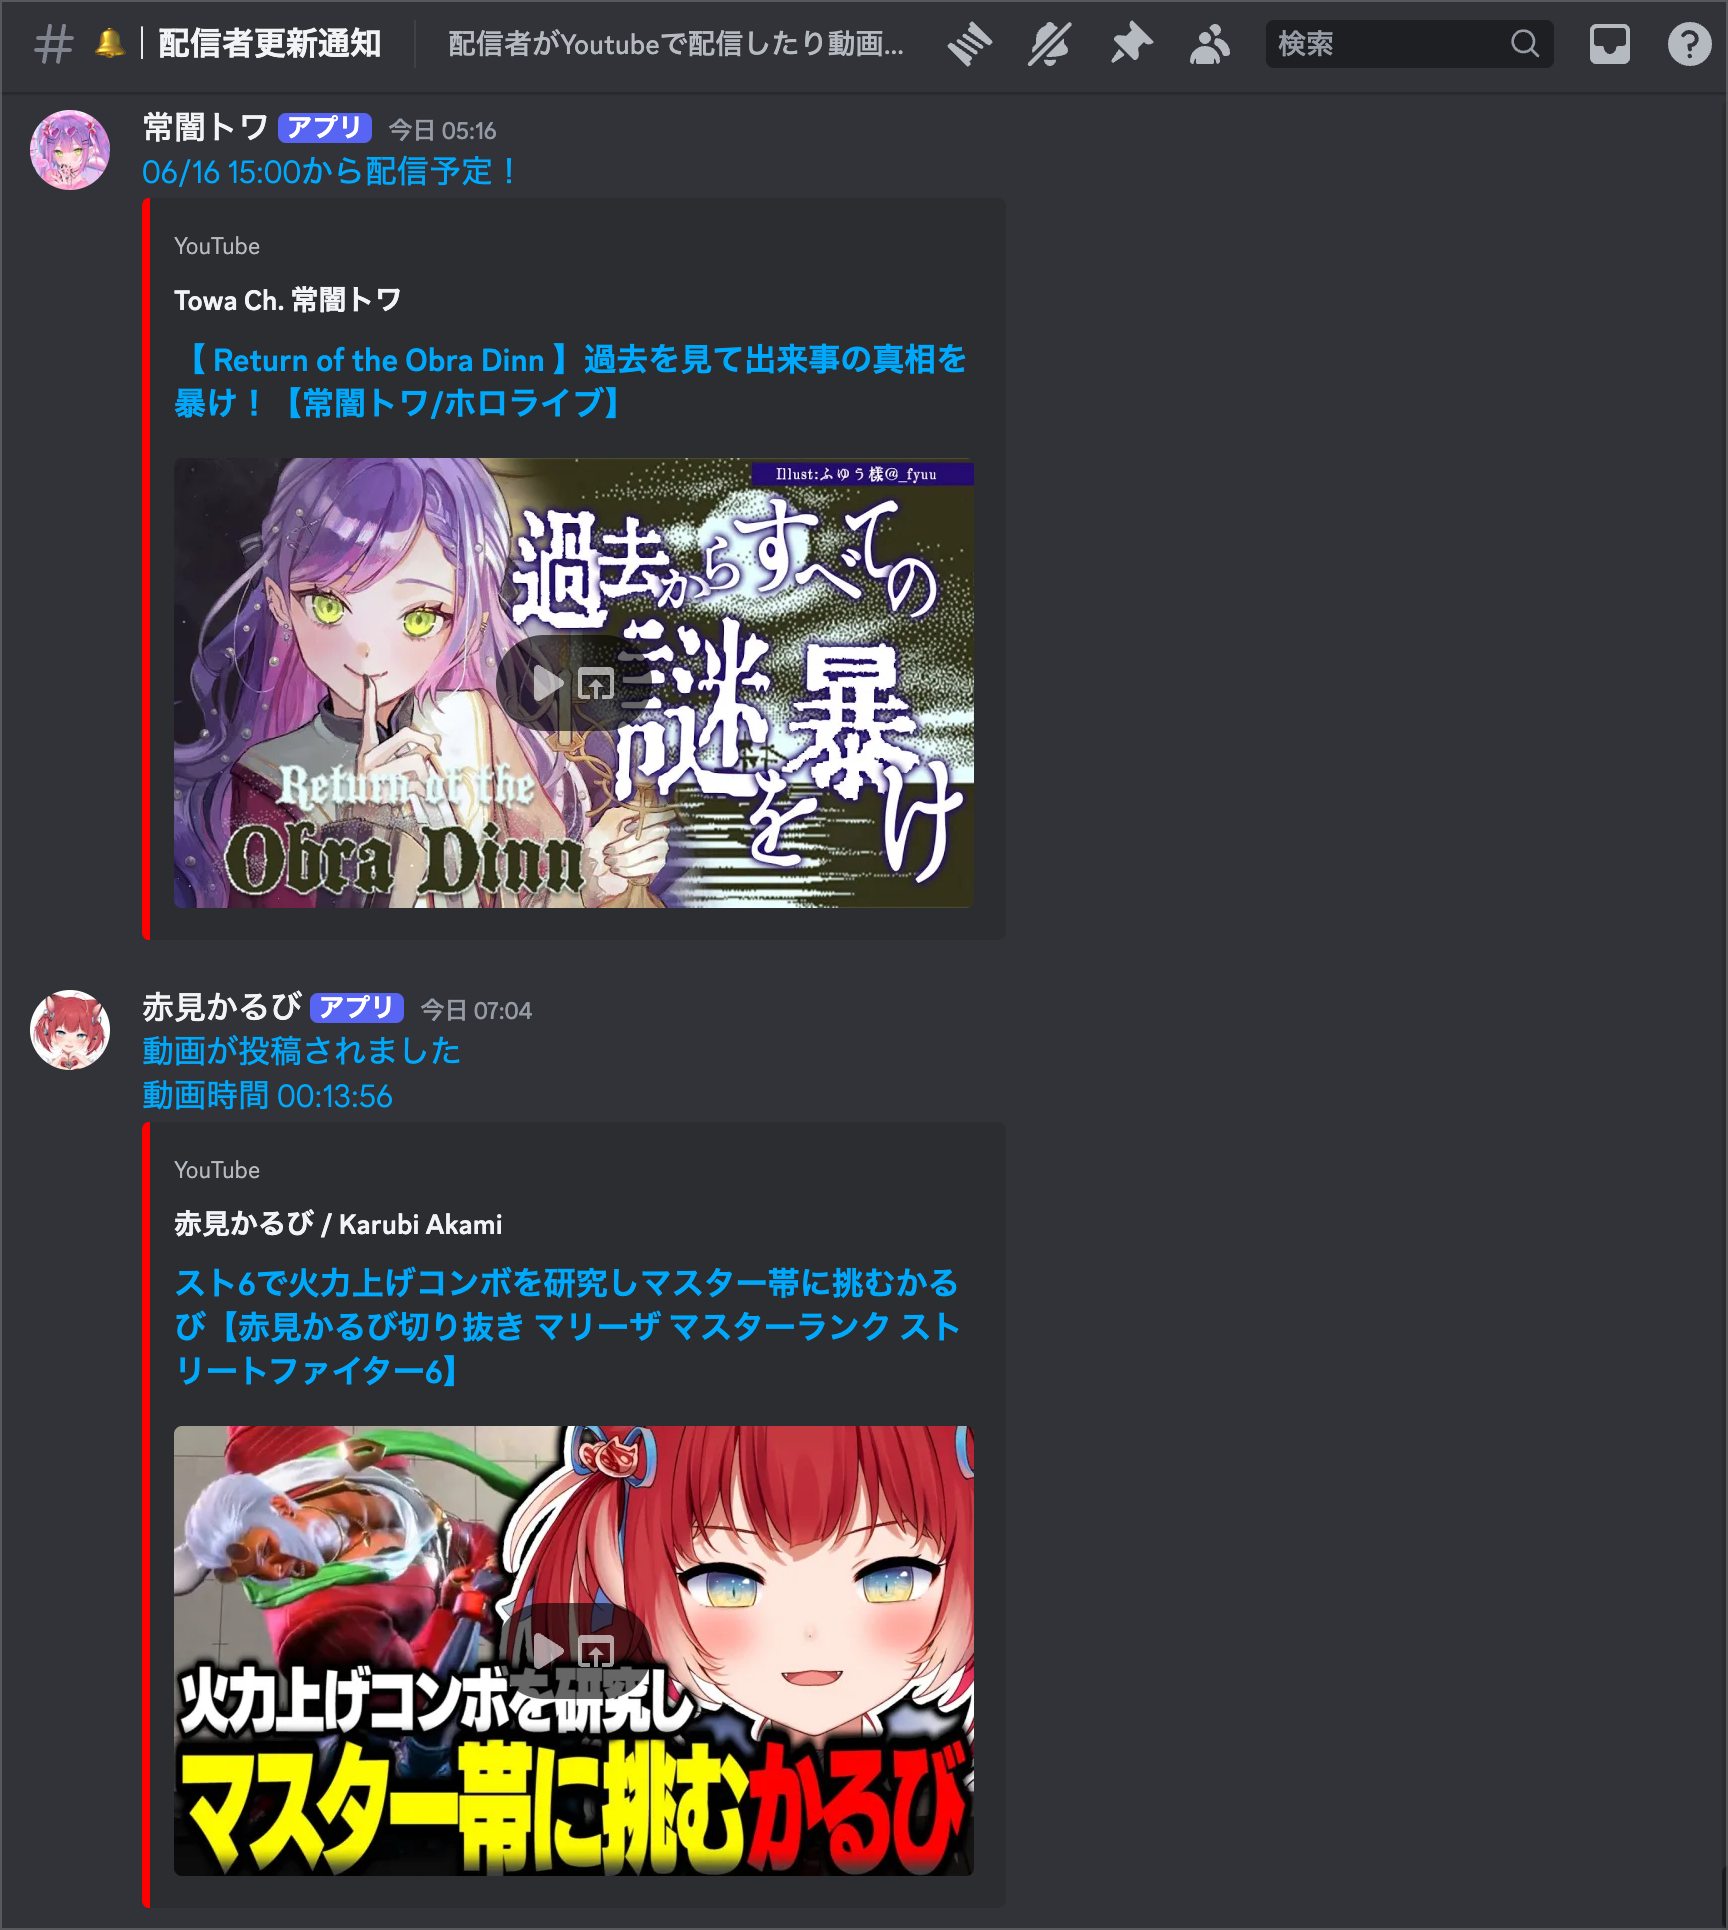 配信者更新通知
配信者がYoutubeで配信したり動画...
検索
常闇トワ アプリ 今日 05:16
06/16 15:00から配信予定！
YouTube
Towa Ch. 常闇トワ
【 Return of the Obra Dinn 】過去を見て出来事の真相を
暴け！【常闇トワ/ホロライブ】
Illust:ふゆう様@_fyuu
過去からすべての
謎を暴け
Return of the
Obra Dinn
赤見かるび アプリ 今日 07:04
動画が投稿されました
動画時間 00:13:56
YouTube
赤見かるび / Karubi Akami
スト6で火力上げコンボを研究しマスター帯に挑むかる
び【赤見かるび切り抜き マリーザ マスターランク スト
リートファイター6】
火力上げコンボを研究し
マスター帯に挑むかるび